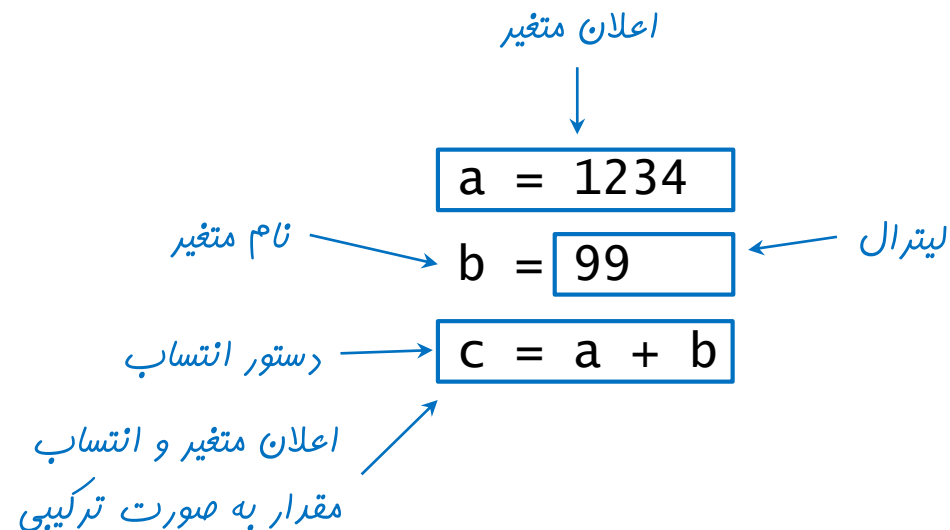 اعلان متغیر
a = 1234
نام متغیر
b = 99
لیترال
دستور انتساب
c = a + b
اعلان متغیر و انتساب
مقدار به صورت ترکیبی